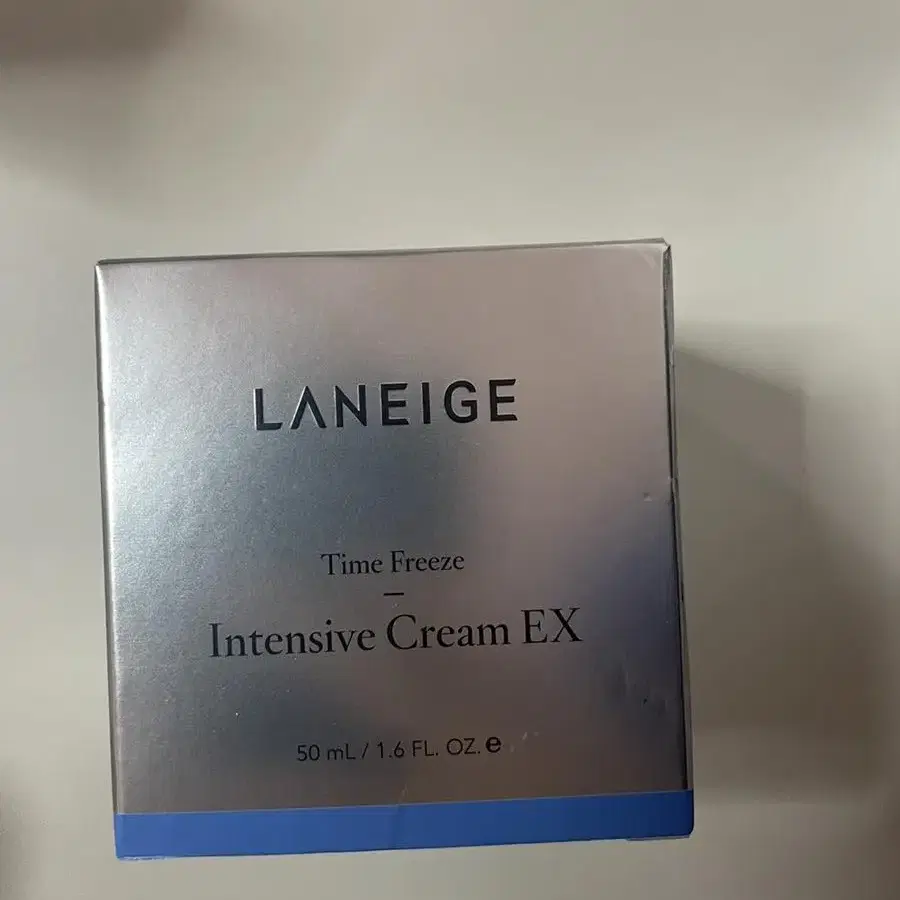 LANEIGE
Time Freeze
Intensive Cream EX
50 mL / 1.6 FL. OZ. e